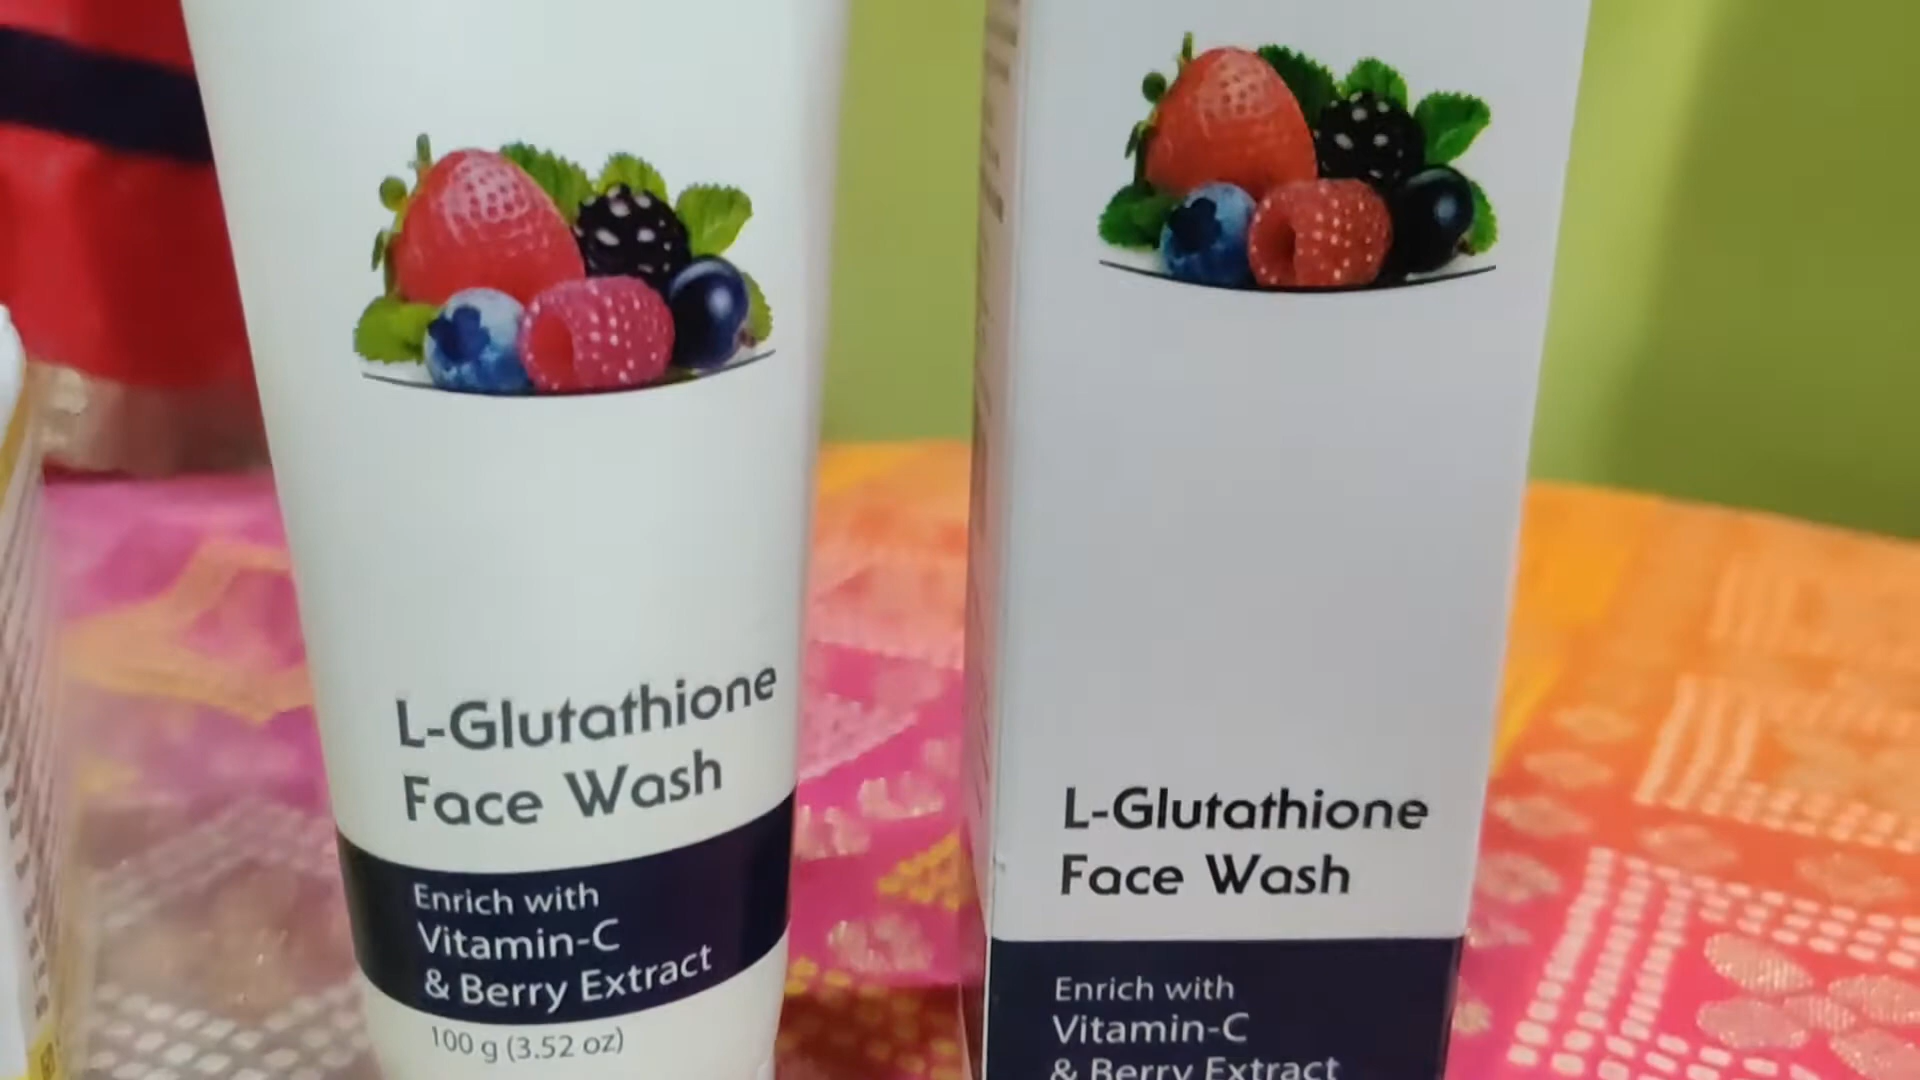 L-Glutathione
Face Wash
Enrich with
Vitamin-C
& Berry Extract
100 g (3.52 oz)
L-Glutathione
Face Wash
Enrich with
Vitamin-C
& Berry Extract